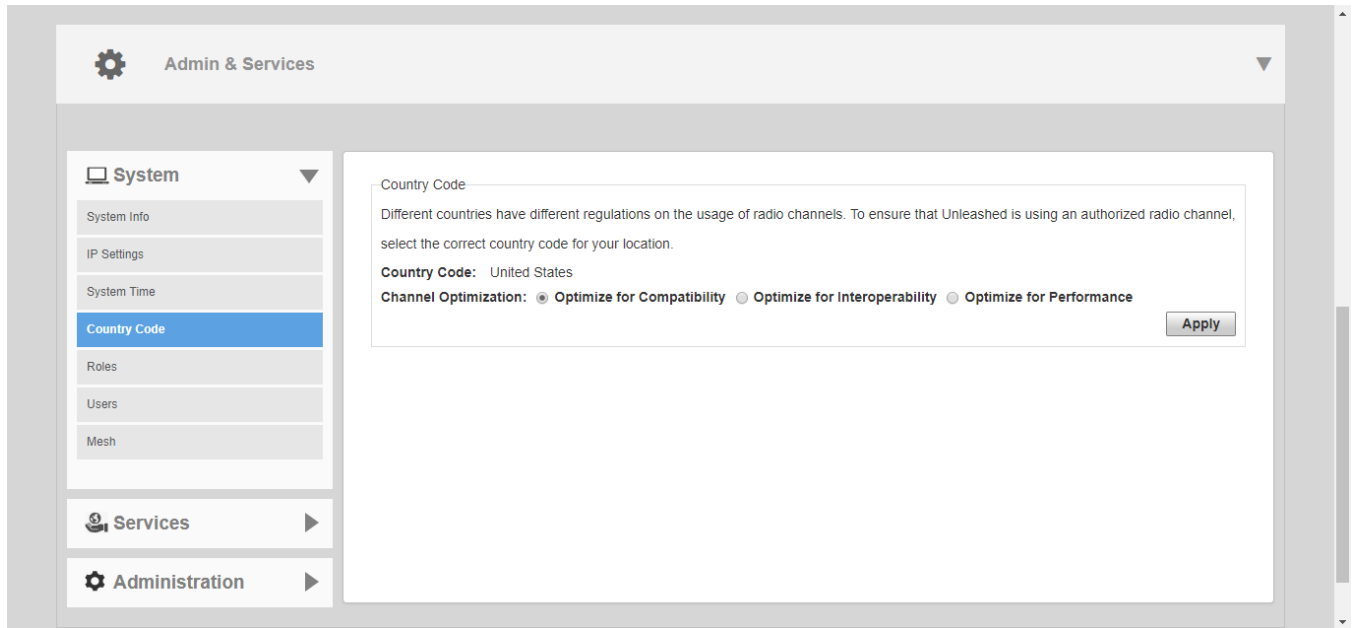 Admin & Services
System
System Info
IP Settings
System Time
Country Code
Roles
Users
Mesh
Services
Administration
Country Code
Different countries have different regulations on the usage of radio channels. To ensure that Unleashed is using an authorized radio channel,
select the correct country code for your location.
Country Code: United States
Channel Optimization: Optimize for Compatibility Optimize for Interoperability Optimize for Performance
Apply